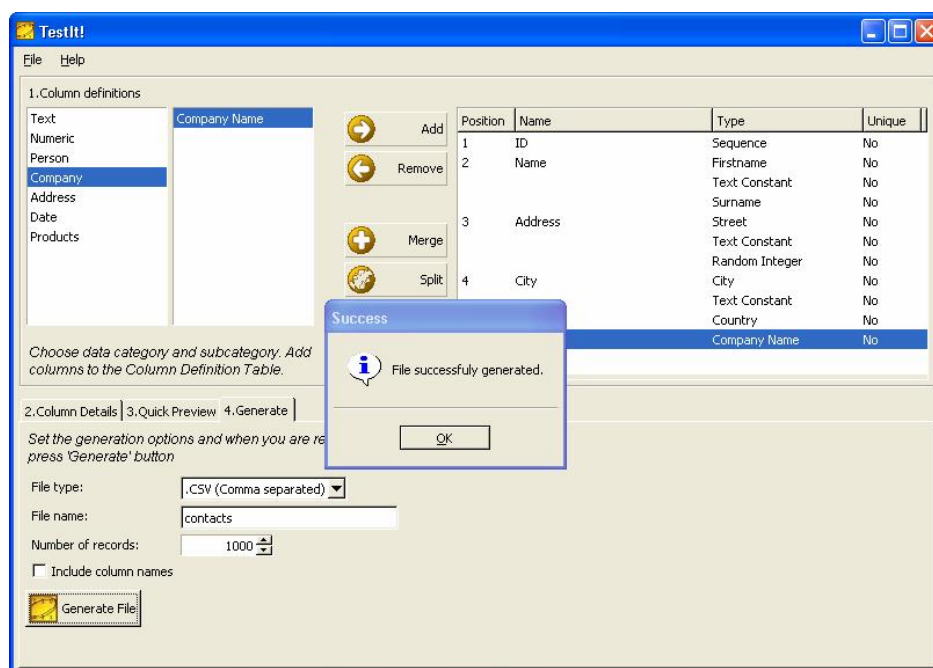 TestIt!
File Help
1.Column definitions
Text
Numeric
Person
Company
Address
Date
Products
Company Name
Add
Remove
Merge
Split
Position Name Type Unique
1 ID Sequence No
2 Name Firstname No
Text Constant No
Surname No
3 Address Street No
Text Constant No
Random Integer No
4 City City No
Text Constant No
Country No
Company Name No
Choose data category and subcategory. Add
columns to the Column Definition Table.
Success
File successfuly generated.
OK
2.Column Details 3.Quick Preview 4.Generate
Set the generation options and when you are re
press 'Generate' button
File type: .CSV (Comma separated)
File name: contacts
Number of records: 1000
Include column names
Generate File